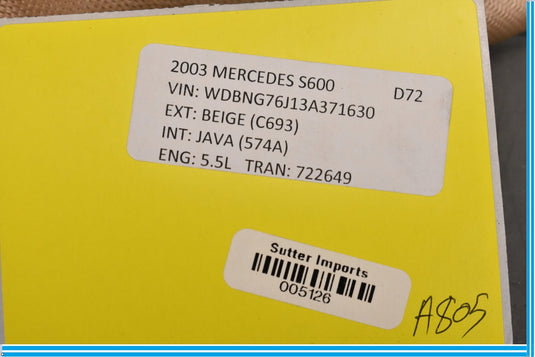 2003 MERCEDES S600 D72
VIN: WDBNG76J13A371630
EXT: BEIGE (C693)
INT: JAVA (574A)
ENG: 5.5L TRAN: 722649
Sutter Imports
005126
A805